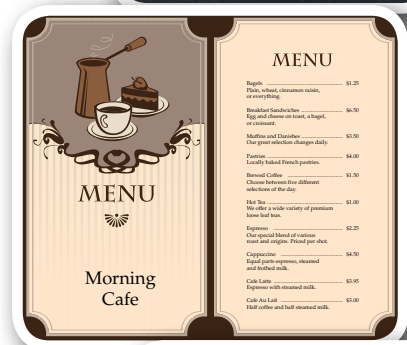 MENU
Morning
Cafe
MENU
Bagels $1.25
Plain, wheat, cinnamon raisin,
or everything.
Breakfast Sandwiches $6.50
Egg and cheese on toast, a bagel,
or croissant.
Muffins and Danishes $3.50
Our great selection changes daily.
Pastries $4.00
Locally baked French pastries.
Brewed Coffee $1.50
Choose between five different
selections of the day.
Hot Tea $1.00
We offer a wide variety of premium
loose leaf teas.
Espresso $2.25
Our special blend of various
roast and origins. Priced per shot.
Cappuccino $4.50
Equal parts espresso, steamed
and frothed milk.
Cafe Latte $3.95
Espresso with steamed milk.
Cafe Au Lait $3.00
Half coffee and half steamed milk.